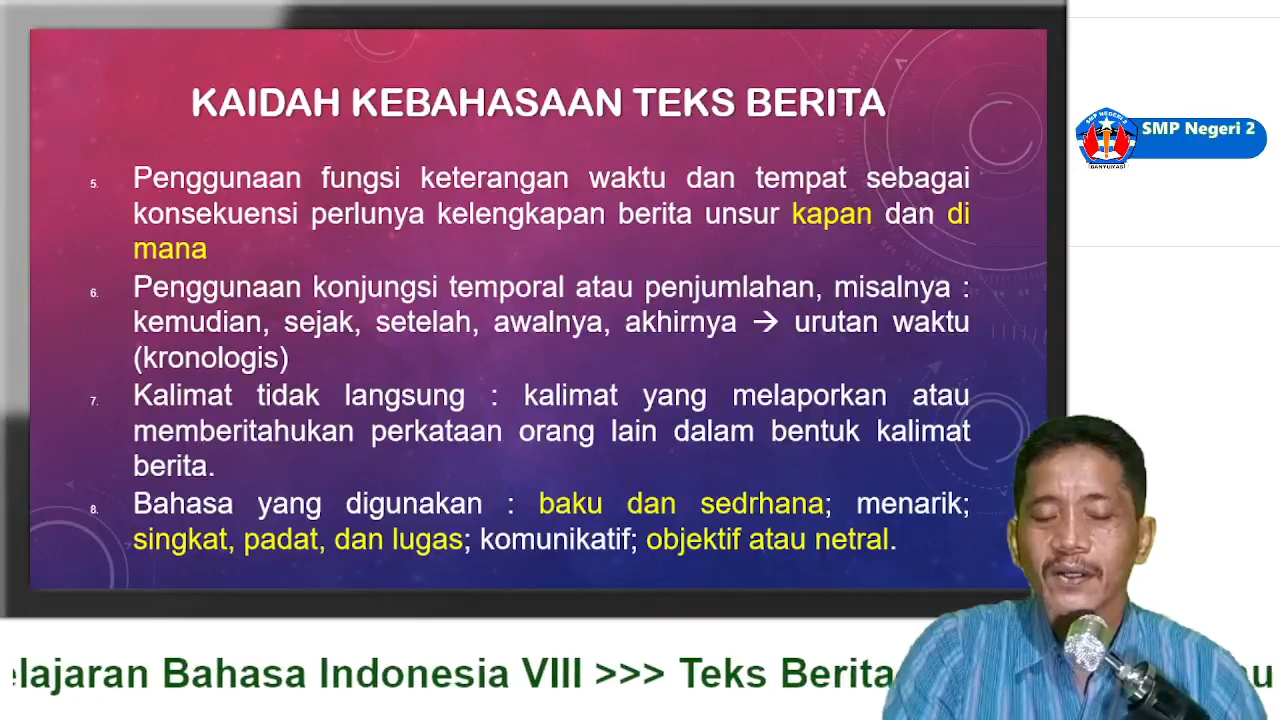 KAIDAH KEBAHASAAN TEKS BERITA
5. Penggunaan fungsi keterangan waktu dan tempat sebagai
konsekuensi perlunya kelengkapan berita unsur kapan dan di
mana
6. Penggunaan konjungsi temporal atau penjumlahan, misalnya :
kemudian, sejak, setelah, awalnya, akhirnya → urutan waktu
(kronologis)
7. Kalimat tidak langsung : kalimat yang melaporkan atau
memberitahukan perkataan orang lain dalam bentuk kalimat
berita.
8. Bahasa yang digunakan : baku dan sedrhana; menarik;
singkat, padat, dan lugas; komunikatif; objektif atau netral.
SMP Negeri 2
SMP NEGERI 2
BANYUMAS
elajaran Bahasa Indonesia VIII >>> Teks Berita